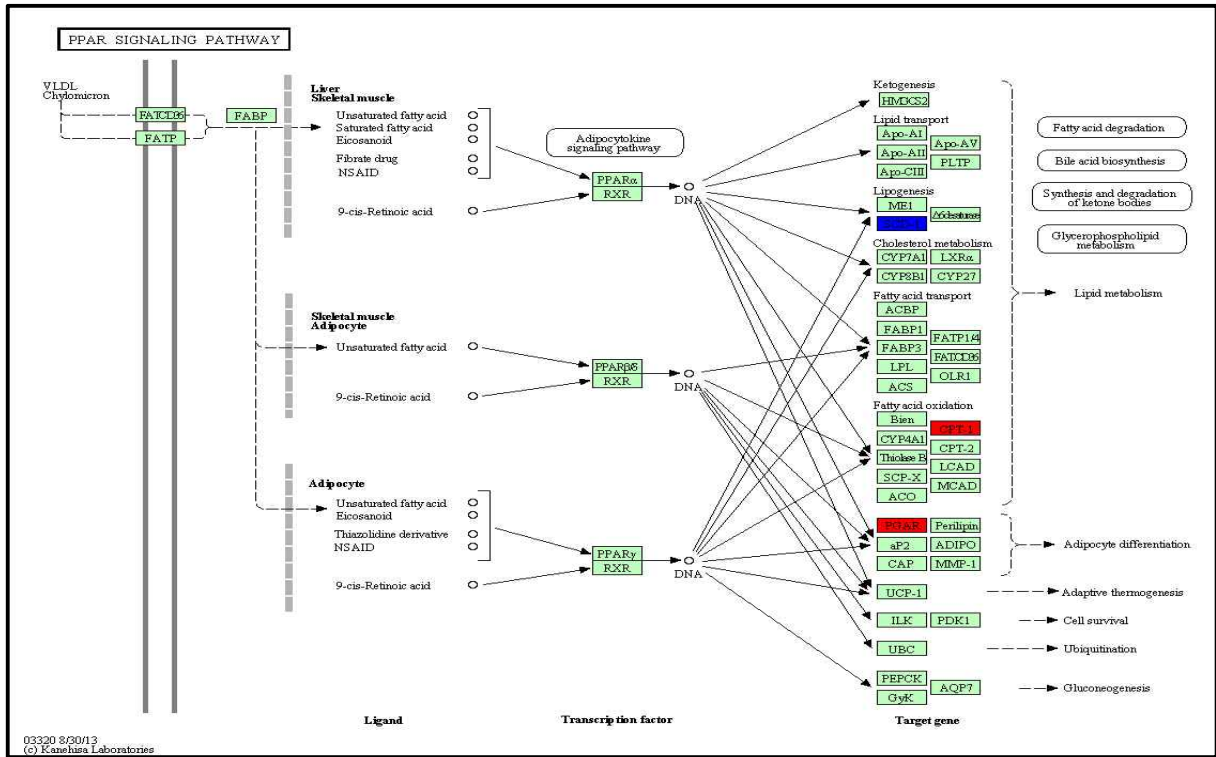 PPAR SIGNALING PATHWAY
VLDL
Chylomicron
FATCD36
FATP
FABP
Liver
Skeletal muscle
Unsaturated fatty acid
Saturated fatty acid
Eicosanoid
Fibrate drug
NSAID
9-cis-Retinoic acid
Adipocytokine
signaling pathway
PPARα
RXR
DNA
Skeletal muscle
Adipocyte
Unsaturated fatty acid
9-cis-Retinoic acid
PPARβ/δ
RXR
DNA
Adipocyte
Unsaturated fatty acid
Eicosanoid
Thiazolidine derivative
NSAID
9-cis-Retinoic acid
PPARγ
RXR
DNA
Ketogenesis
HMGCS2
Lipid transport
Apo-AI
Apo-AII
Apo-CIII
Apo-AV
PLTP
Lipogenesis
ME1
SCD-1
Δ6desaturase
Cholesterol metabolism
CYP7A1
LXRα
CYP8B1
CYP27
Fatty acid transport
ACBP
FABP1
FABP3
LPL
ACS
FATP1/4
FATCD36
OLR1
Fatty acid oxidation
Bien
CYP4A1
Thiolase B
SCP-X
ACO
CPT-1
CPT-2
LCAD
MCAD
PGAR
Perilipin
aP2
ADIPO
CAP
MMP-1
UCP-1
ILK
PDK1
UBC
PEPCK
GyK
AQP7
Fatty acid degradation
Bile acid biosynthesis
Synthesis and degradation
of ketone bodies
Glycerophospholipid
metabolism
Lipid metabolism
Adipocyte differentiation
Adaptive thermogenesis
Cell survival
Ubiquitination
Gluconeogenesis
Ligand
Transcription factor
Target gene
03320 8/30/13
(c) Kanehisa Laboratories